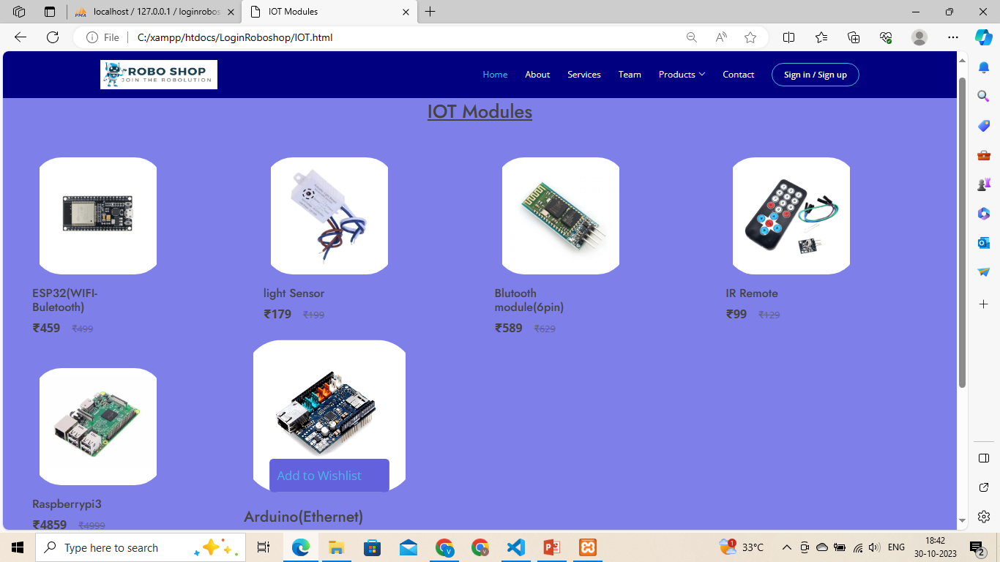 localhost / 127.0.0.1 / loginrobos
IOT Modules
File
C:/xampp/htdocs/LoginRoboshop/IOT.html
ROBO SHOP
JOIN THE ROBOLUTION
Home
About
Services
Team
Products
Contact
Sign in / Sign up
IOT Modules
ESP32(WIFI-
Buletooth)
₹459 ₹499
light Sensor
₹179 ₹199
Blutooth
module(6pin)
₹589 ₹629
IR Remote
₹99 ₹129
Raspberrypi3
₹4859 ₹4999
Add to Wishlist
Arduino(Ethernet)
Type here to search
33°C
ENG
18:42
30-10-2023
2